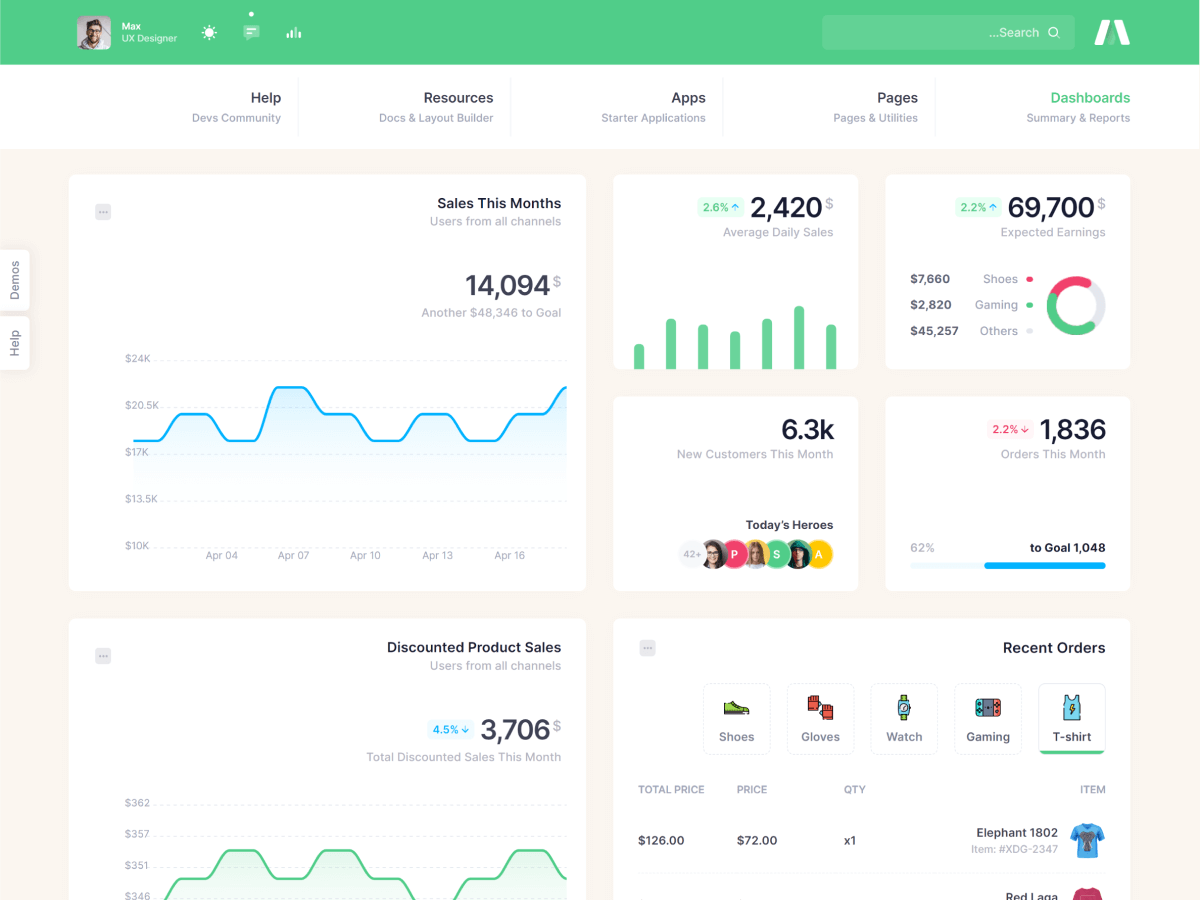 Max
UX Designer
...Search
Help
Devs Community
Resources
Docs & Layout Builder
Apps
Starter Applications
Pages
Pages & Utilities
Dashboards
Summary & Reports
Demos
Help
Sales This Months
Users from all channels
14,094 $
Another $48,346 to Goal
$24K
$20.5K
$17K
$13.5K
$10K
Apr 04 Apr 07 Apr 10 Apr 13 Apr 16
2.6% ↑ 2,420 $
Average Daily Sales
2.2% ↑ 69,700 $
Expected Earnings
$7,660 Shoes
$2,820 Gaming
$45,257 Others
6.3k
New Customers This Month
Today’s Heroes
42+ P S A
2.2% ↓ 1,836
Orders This Month
62% to Goal 1,048
Discounted Product Sales
Users from all channels
4.5% ↓ 3,706 $
Total Discounted Sales This Month
$362
$357
$351
$346
Recent Orders
Shoes Gloves Watch Gaming T-shirt
TOTAL PRICE PRICE QTY ITEM
$126.00 $72.00 x1 Elephant 1802
Item: #XDG-2347
Red Laga